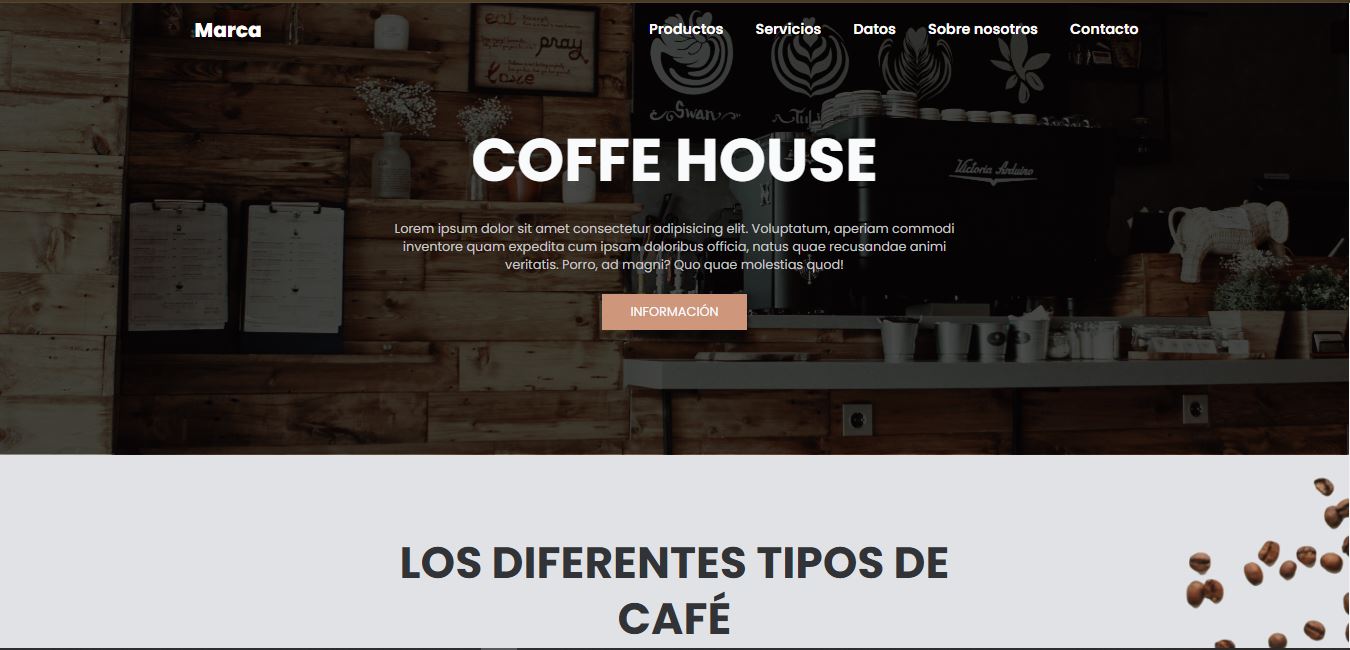 Marca
Productos Servicios Datos Sobre nosotros Contacto
eat
pray
love
Swan
COFFE HOUSE
Victoria Arduino
Lorem ipsum dolor sit amet consectetur adipisicing elit. Voluptatum, aperiam commodi
inventore quam expedita cum ipsam doloribus officia, natus quae recusandae animi
veritatis. Porro, ad magni? Quo quae molestias quod!
INFORMACIÓN
LOS DIFERENTES TIPOS DE
CAFÉ